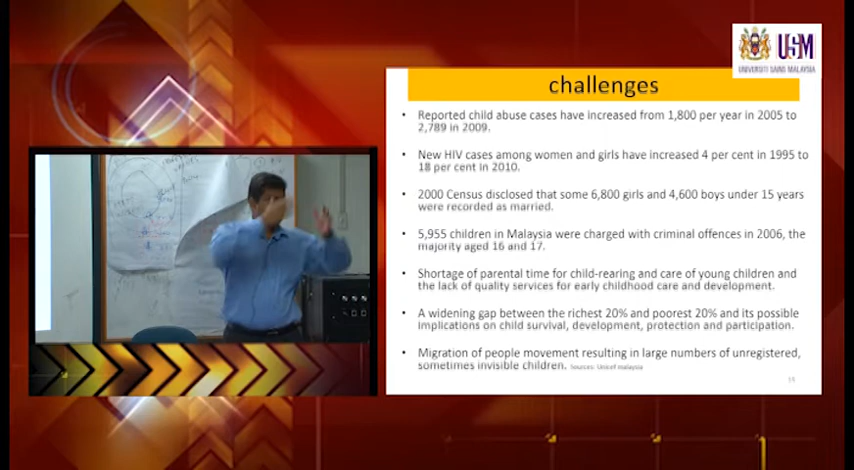 USM
UNIVERSITI SAINS MALAYSIA
challenges
• Reported child abuse cases have increased from 1,800 per year in 2005 to
2,789 in 2009.
• New HIV cases among women and girls have increased 4 per cent in 1995 to
18 per cent in 2010.
• 2000 Census disclosed that some 6,800 girls and 4,600 boys under 15 years
were recorded as married.
• 5,955 children in Malaysia were charged with criminal offences in 2006, the
majority aged 16 and 17.
• Shortage of parental time for child-rearing and care of young children and
the lack of quality services for early childhood care and development.
• A widening gap between the richest 20% and poorest 20% and its possible
implications on child survival, development, protection and participation.
• Migration of people movement resulting in large numbers of unregistered,
sometimes invisible children. Sources: Unicef malaysia
15